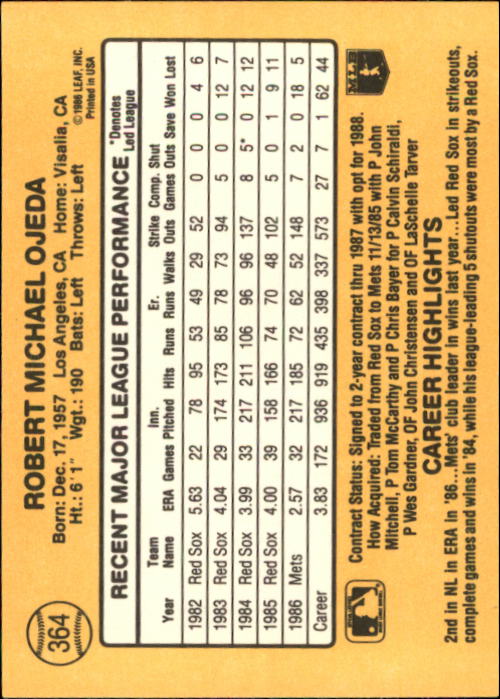 364
ROBERT MICHAEL OJEDA
Born: Dec. 17, 1957 Los Angeles, CA Home: Visalia, CA
Ht.: 6'1" Wgt.: 190 Bats: Left Throws: Left
©1986 LEAF, INC.
Printed in USA
RECENT MAJOR LEAGUE PERFORMANCE *Denotes Led League
Year Team Name ERA Games Inn. Pitched Hits Runs Er. Runs Walks Strike Outs Comp. Games Shut Outs Save Won Lost
1982 Red Sox 5.63 22 78 95 53 49 29 52 0 0 0 4 6
1983 Red Sox 4.04 29 174 173 85 78 73 94 5 0 0 12 7
1984 Red Sox 3.99 33 217 211 106 96 96 137 8 5* 0 12 12
1985 Red Sox 4.00 39 158 166 74 70 48 102 5 0 1 9 11
1986 Mets 2.57 32 217 185 72 62 52 148 7 2 0 18 5
Career 3.83 172 936 919 435 398 337 573 27 7 1 62 44
Contract Status: Signed to 2-year contract thru 1987 with opt for 1988.
How Acquired: Traded from Red Sox to Mets 11/13/85 with P John
Mitchell, P Tom McCarthy and P Chris Bayer for P Calvin Schiraldi,
P Wes Gardner, OF John Christensen and OF LaSchelle Tarver
MLB
CAREER HIGHLIGHTS
2nd in NL in ERA in '86...Mets' club leader in wins last year...Led Red Sox in strikeouts,
complete games and wins in '84, while his league-leading 5 shutouts were most by a Red Sox.